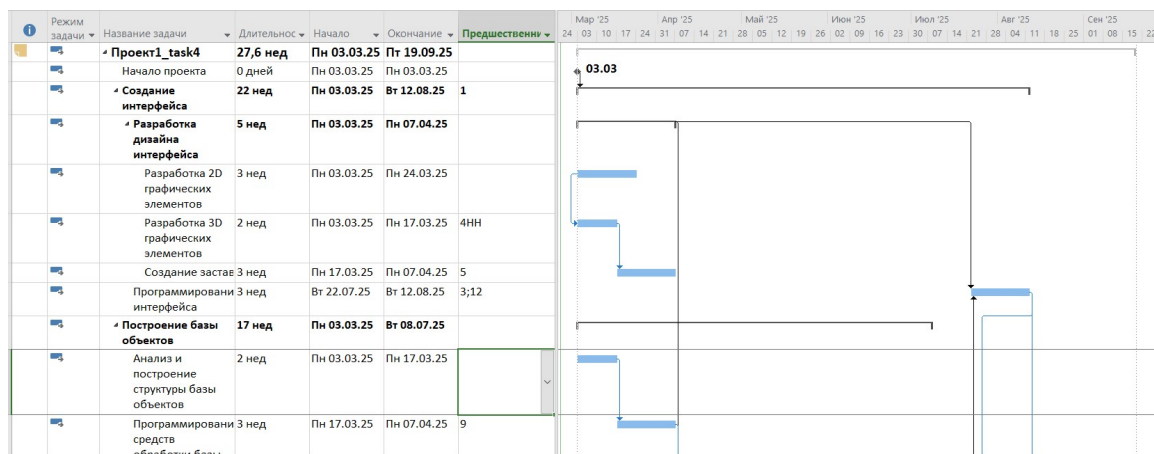 Режим задачи Название задачи Длительнос Начало Окончание Предшественни
Мар '25 Апр '25 Май '25 Июн '25 Июл '25 Авг '25 Сен '25
24 03 10 17 24 31 07 14 21 28 05 12 19 26 02 09 16 23 30 07 14 21 28 04 11 18 25 01 08 15 22
Проект1_task4 27,6 нед Пн 03.03.25 Пт 19.09.25
Начало проекта 0 дней Пн 03.03.25 Пн 03.03.25
03.03
Создание 22 нед Пн 03.03.25 Вт 12.08.25 1
интерфейса
Разработка 5 нед Пн 03.03.25 Пн 07.04.25
дизайна
интерфейса
Разработка 2D 3 нед Пн 03.03.25 Пн 24.03.25
графических
элементов
Разработка 3D 2 нед Пн 03.03.25 Пн 17.03.25 4НН
графических
элементов
Создание застав 3 нед Пн 17.03.25 Пн 07.04.25 5
Программировани 3 нед Вт 22.07.25 Вт 12.08.25 3;12
интерфейса
Построение базы 17 нед Пн 03.03.25 Вт 08.07.25
объектов
Анализ и 2 нед Пн 03.03.25 Пн 17.03.25
построение
структуры базы
объектов
Программировани 3 нед Пн 17.03.25 Пн 07.04.25 9
средств